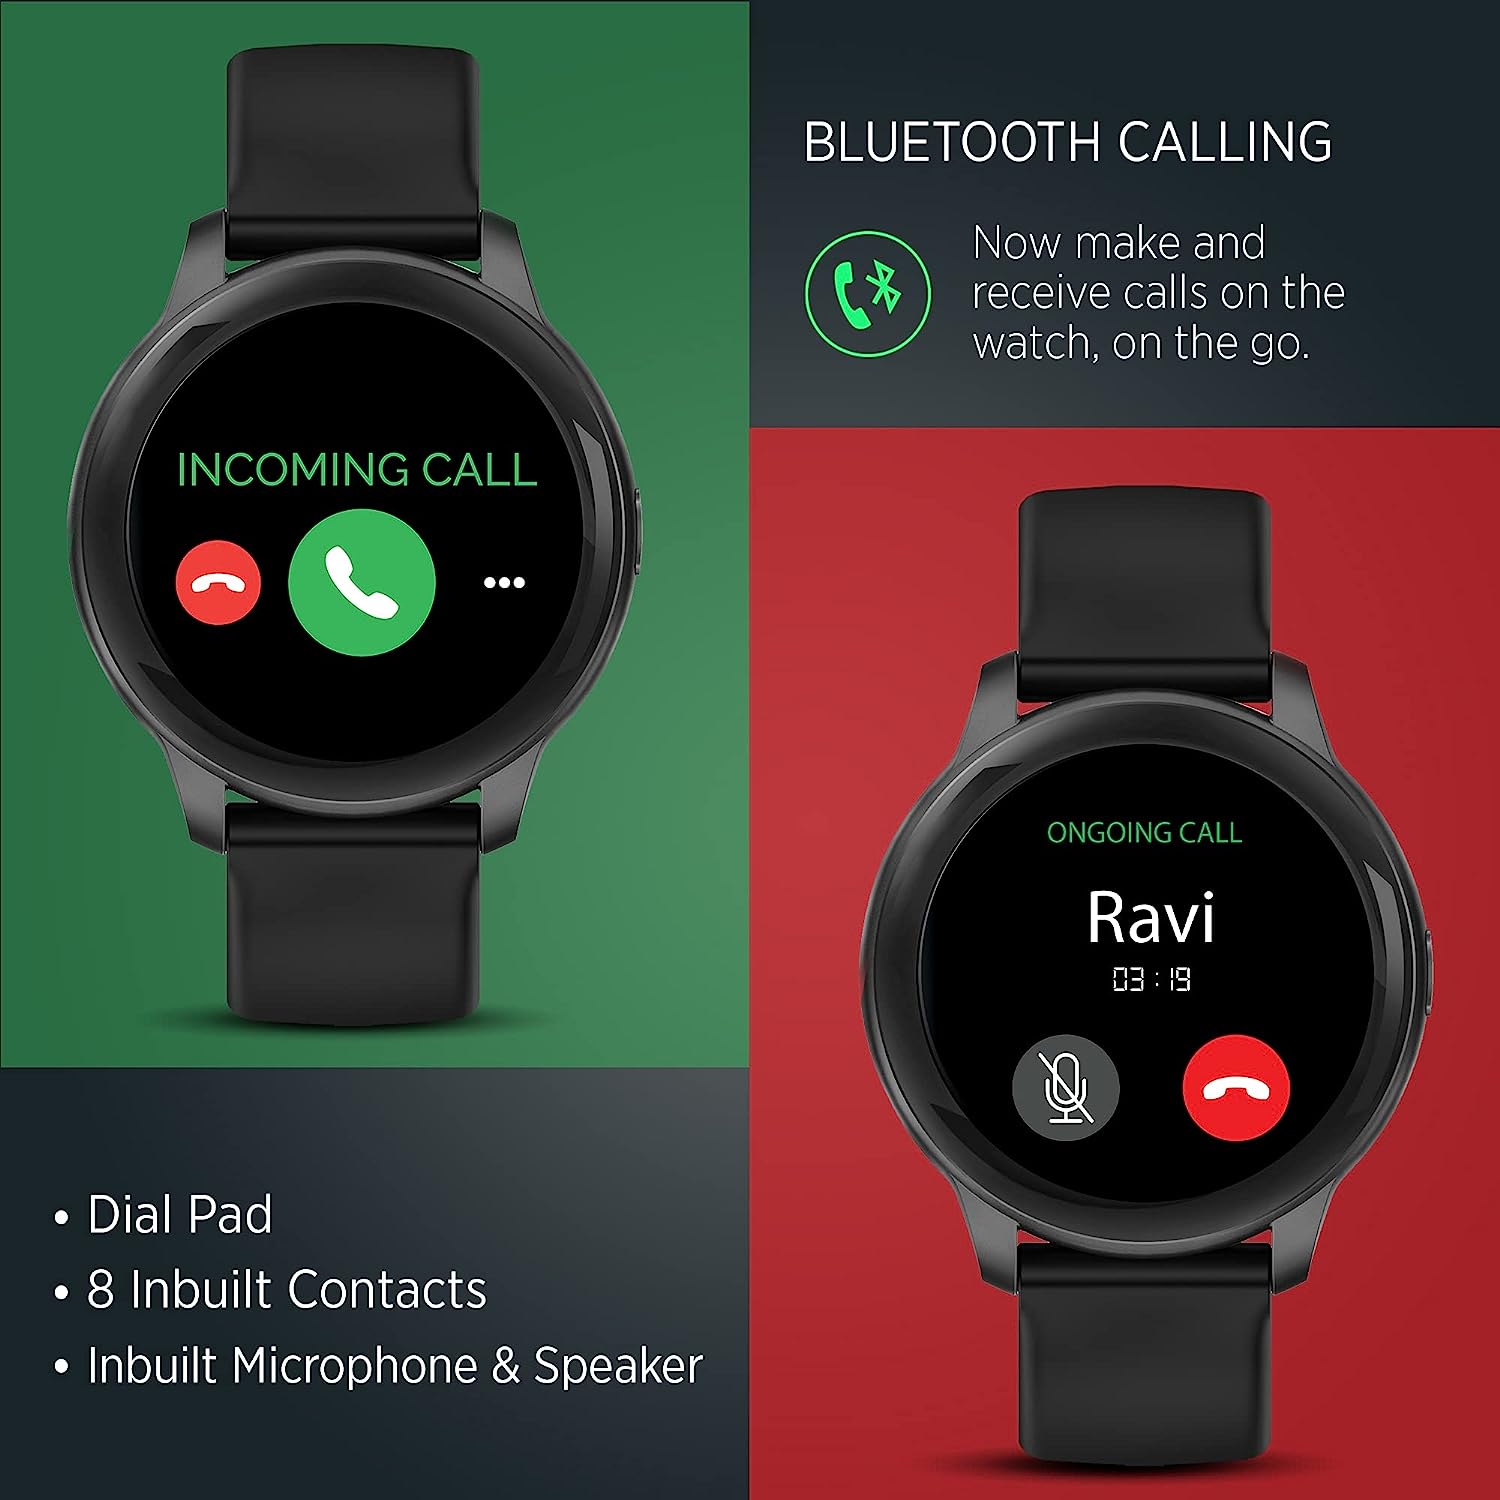 BLUETOOTH CALLING
Now make and
receive calls on the
watch, on the go.
INCOMING CALL
ONGOING CALL
Ravi
03:19
• Dial Pad
• 8 Inbuilt Contacts
• Inbuilt Microphone & Speaker